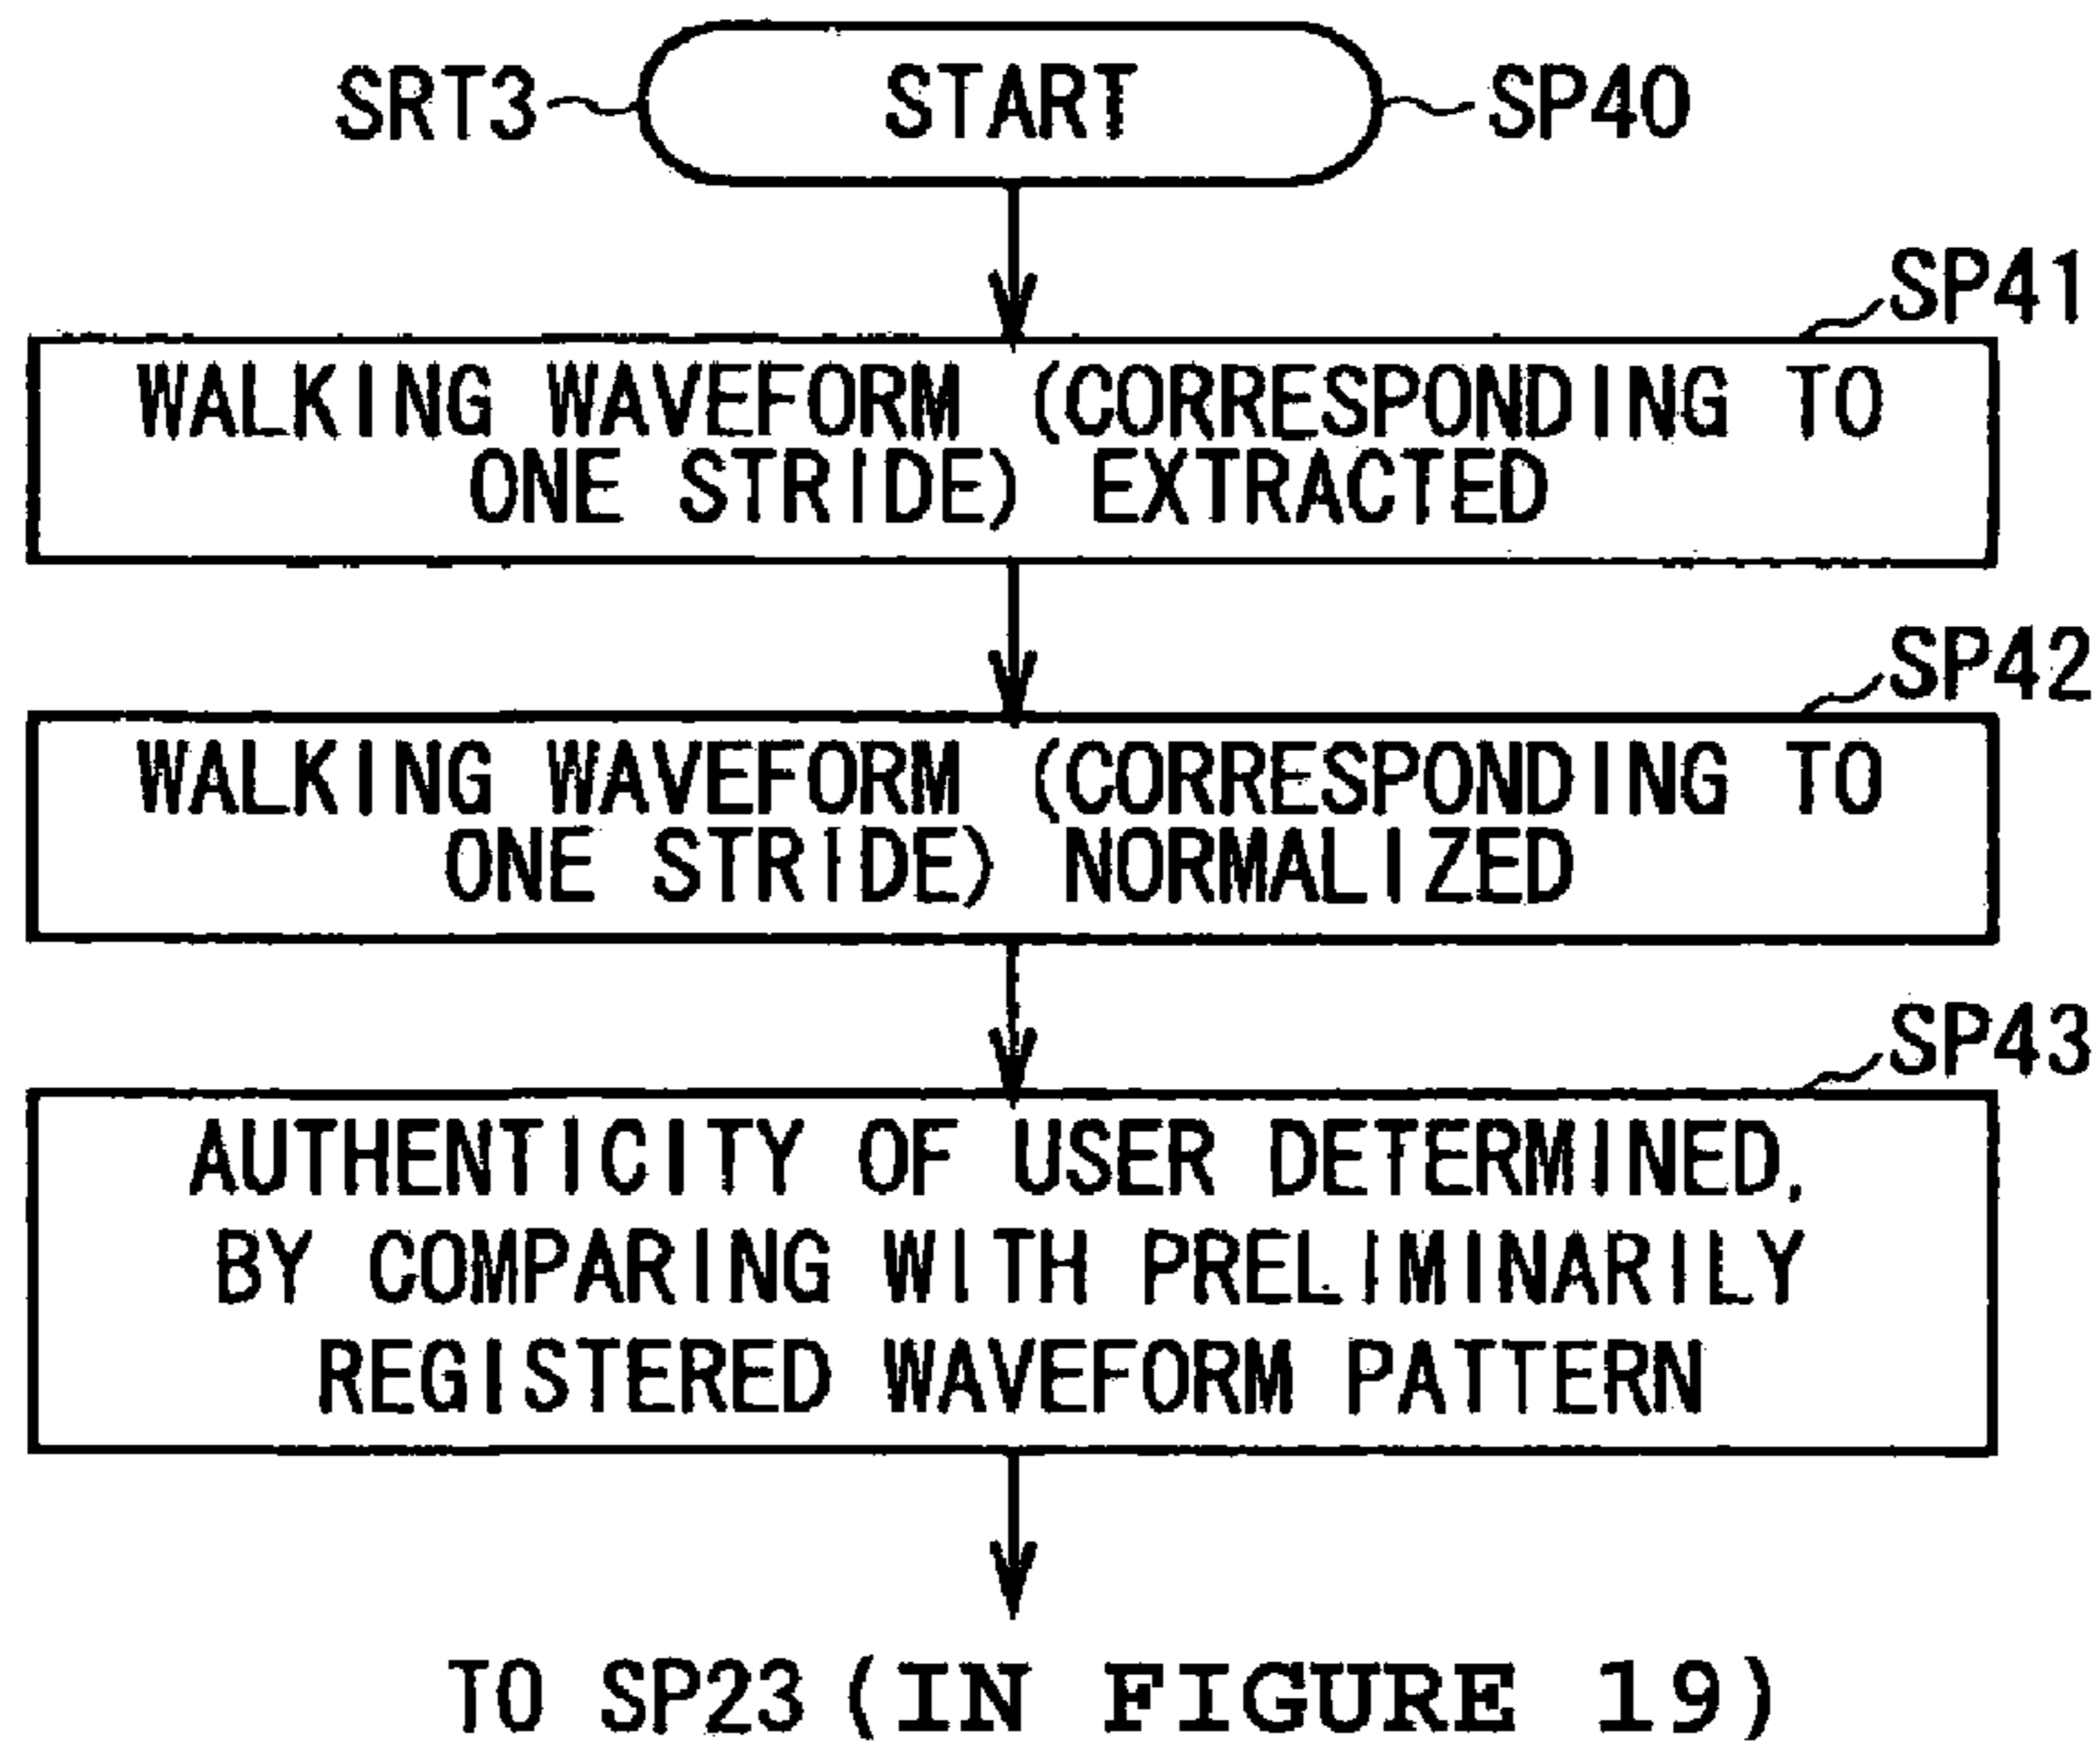 SRT3 START SP40
SP41
WALKING WAVEFORM (CORRESPONDING TO
ONE STRIDE) EXTRACTED
SP42
WALKING WAVEFORM (CORRESPONDING TO
ONE STRIDE) NORMALIZED
SP43
AUTHENTICITY OF USER DETERMINED,
BY COMPARING WITH PRELIMINARILY
REGISTERED WAVEFORM PATTERN
TO SP23 (IN FIGURE 19)